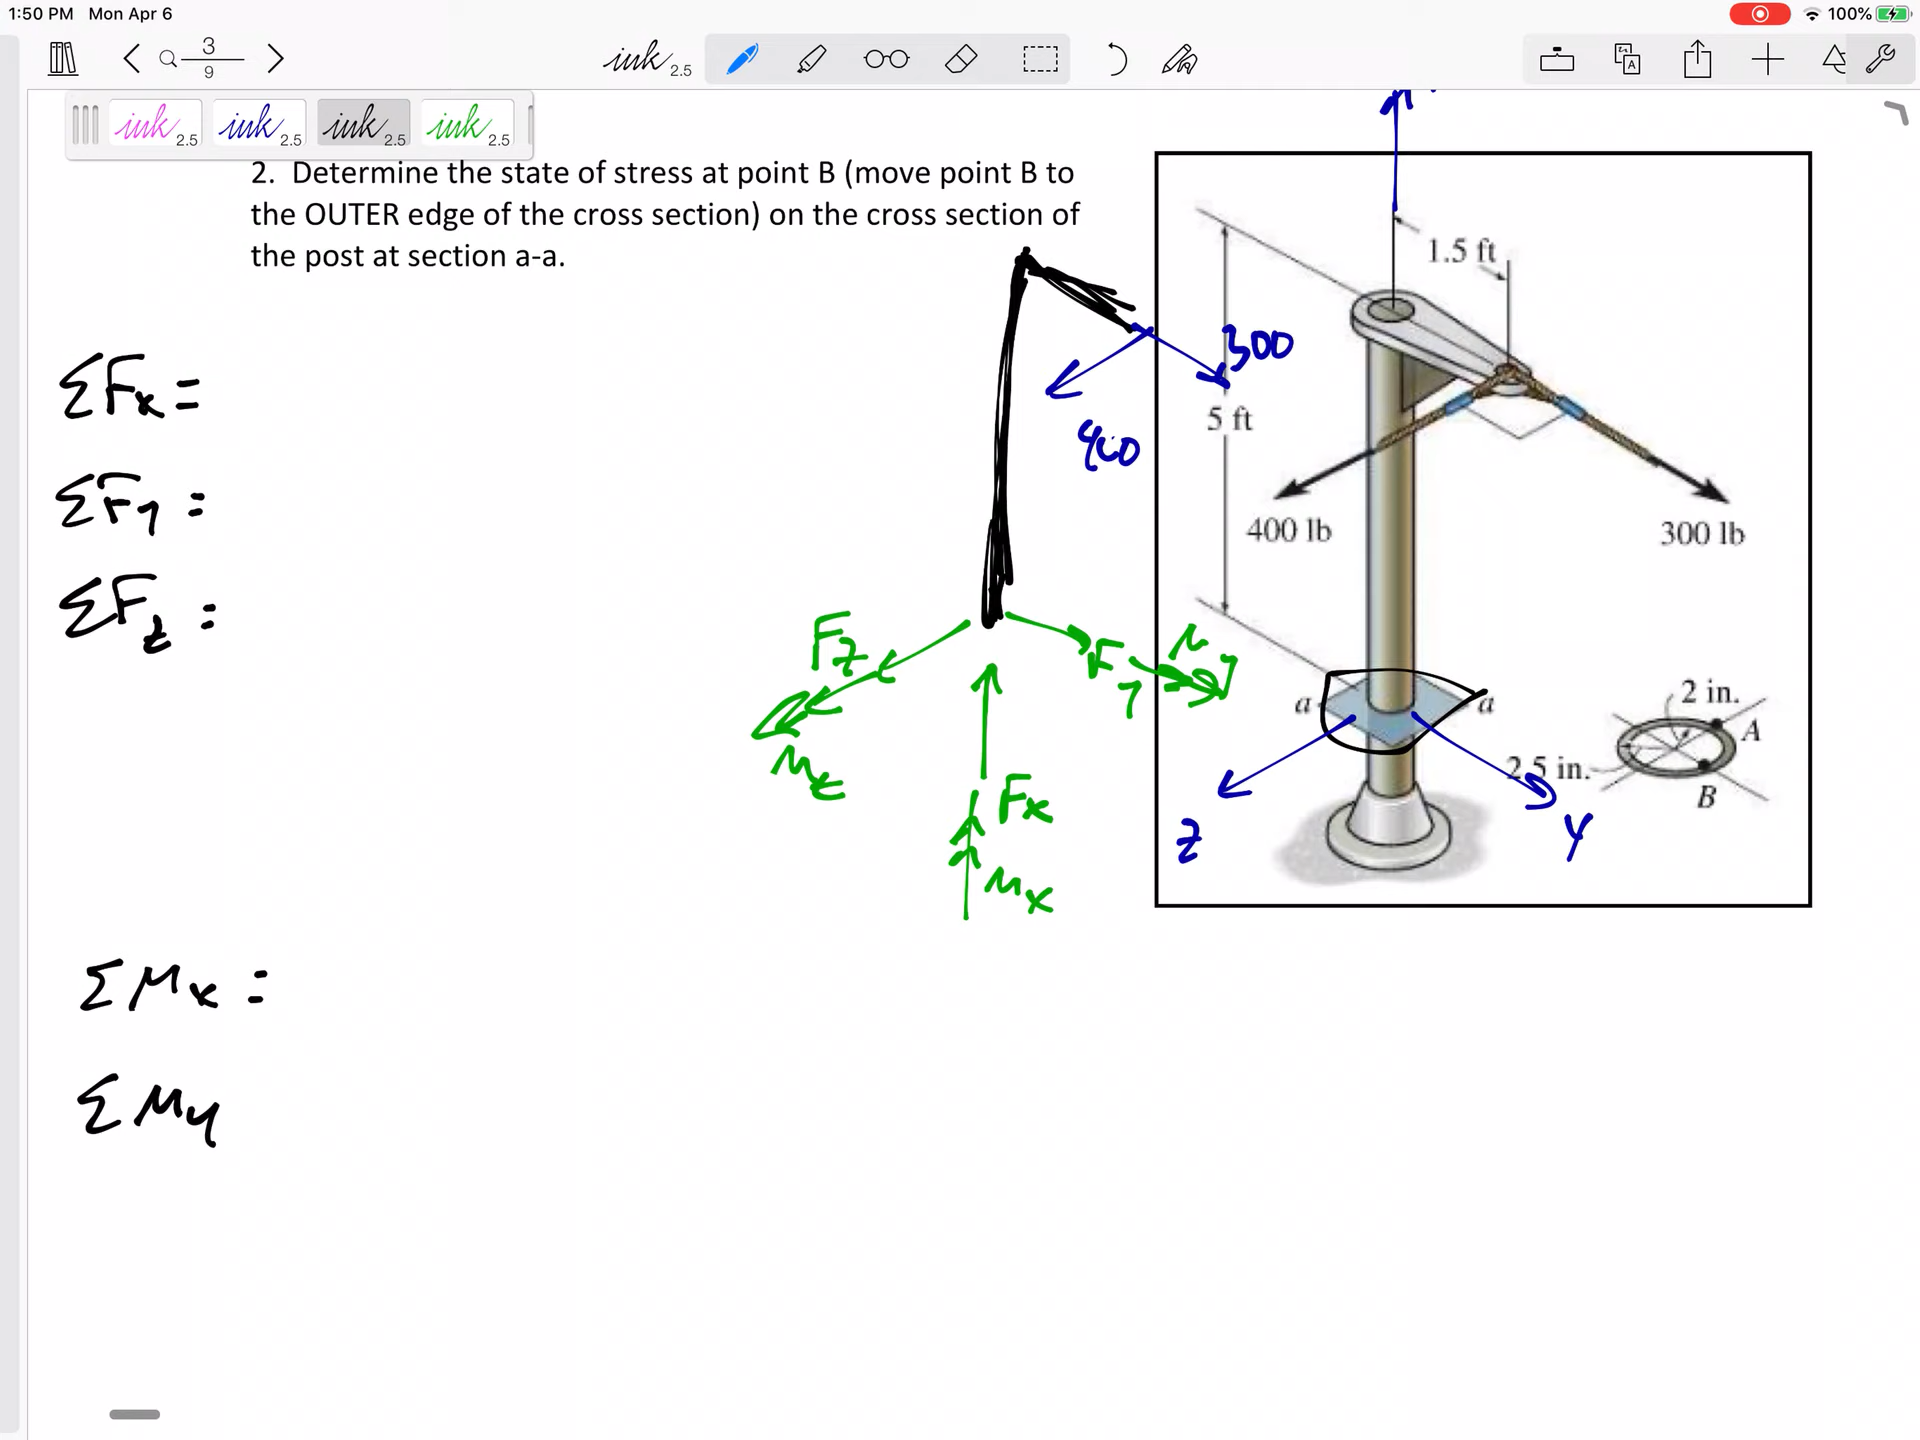 1:50 PM Mon Apr 6
100%
3
9
ink 2.5
ink 2.5
ink 2.5
ink 2.5
ink 2.5
2. Determine the state of stress at point B (move point B to
the OUTER edge of the cross section) on the cross section of
the post at section a-a.
1.5 ft
300
5 ft
400
400 lb
300 lb
ΣFx =
ΣFy =
ΣFz =
Fz
Fy
My
Mz
Fx
Mx
a
a
2 in.
A
2.5 in.
B
Z
Y
ΣMx =
ΣMy